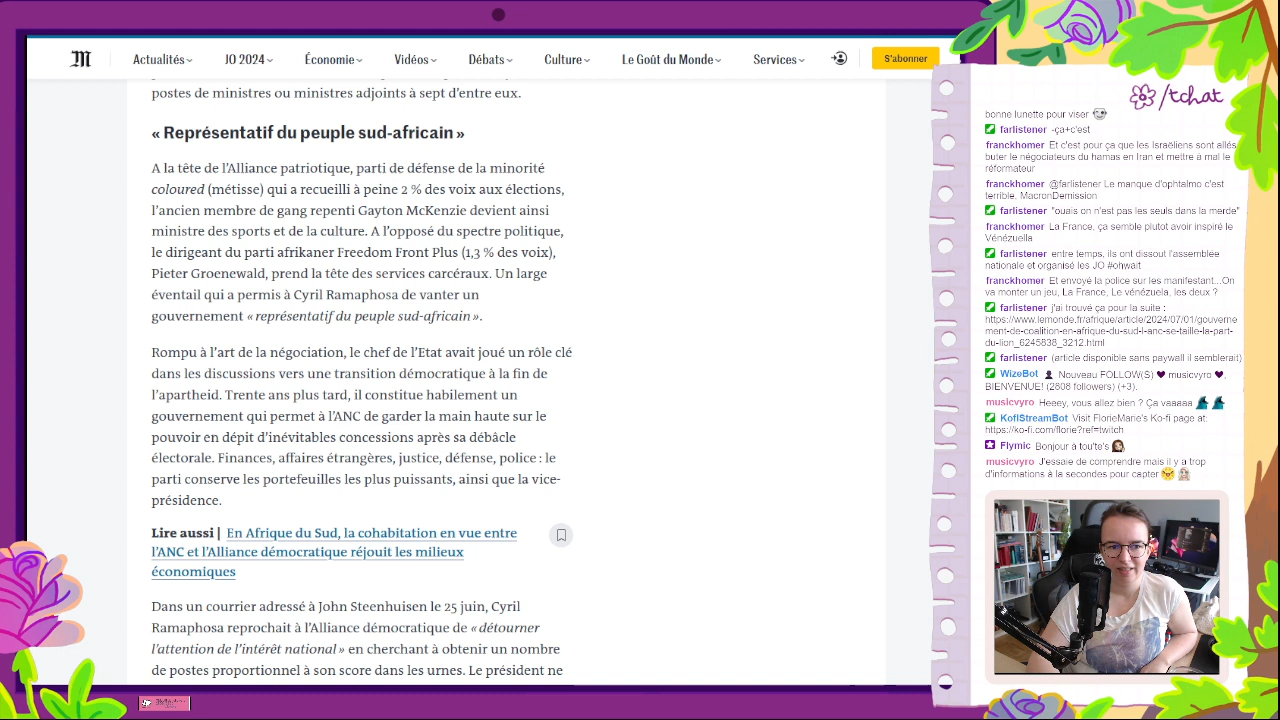 Actualités
JO 2024
Économie
Vidéos
Débats
Culture
Le Goût du Monde
Services
S'abonner
postes de ministres ou ministres adjoints à sept d'entre eux.
« Représentatif du peuple sud-africain »
A la tête de l'Alliance patriotique, parti de défense de la minorité
coloured (métisse) qui a recueilli à peine 2 % des voix aux élections,
l'ancien membre de gang repenti Gayton McKenzie devient ainsi
ministre des sports et de la culture. A l'opposé du spectre politique,
le dirigeant du parti afrikaner Freedom Front Plus (1,3 % des voix),
Pieter Groenewald, prend la tête des services carcéraux. Un large
éventail qui a permis à Cyril Ramaphosa de vanter un
gouvernement « représentatif du peuple sud-africain ».
Rompu à l'art de la négociation, le chef de l'Etat avait joué un rôle clé
dans les discussions vers une transition démocratique à la fin de
l'apartheid. Trente ans plus tard, il constitue habilement un
gouvernement qui permet à l'ANC de garder la main haute sur le
pouvoir en dépit d'inévitables concessions après sa débâcle
électorale. Finances, affaires étrangères, justice, défense, police : le
parti conserve les portefeuilles les plus puissants, ainsi que la vice-
présidence.
Lire aussi | En Afrique du Sud, la cohabitation en vue entre
l'ANC et l'Alliance démocratique réjouit les milieux
économiques
Dans un courrier adressé à John Steenhuisen le 25 juin, Cyril
Ramaphosa reprochait à l'Alliance démocratique de « détourner
l'attention de l'intérêt national » en cherchant à obtenir un nombre
de postes proportionnel à son score dans les urnes. Le président ne
/tchat
bonne lunette pour viser
farlistener -ça+c'est
franckhomer Et c'est pour ça que les Israëliens sont allés
buter le négociateurs du hamas en Iran et mettre à mal le
réformateur
franckhomer @farlistener Le manque d'ophtalmo c'est
terrible, MacronDemission
farlistener "ouais on n'est pas les seuls dans la merde"
franckhomer La France, ça semble plutôt avoir inspiré le
Vénézuella
farlistener entre temps, ils ont dissout l'assemblée
nationale et organisé les JO #ohwait
franckhomer Et envoyé la police sur les manifestant...On
va monter un jeu, La France, Le vénézuela, les deux ?
farlistener j'ai trouvé ça pour la suite :
https://www.lemonde.fr/afrique/article/2024/07/01/gouverne
ment-de-coalition-en-afrique-du-sud-l-anc-se-taille-la-part-
du-lion_6245838_3212.html
farlistener (article disponible sans paywall il semblerait)
WizeBot Nouveau FOLLOW(S) ♥ musicvyro ♥,
BIENVENUE! (2808 followers) (+3).
musicvyro Heeey, vous allez bien ? Ça vaaaaa
KofiStreamBot Visit FlorieMarie's Ko-fi page at:
https://ko-fi.com/florie?ref=twitch
Flymic Bonjour à tou'te's
musicvyro J'essaie de comprendre mais il y a trop
d'informations à la secondes pour capter